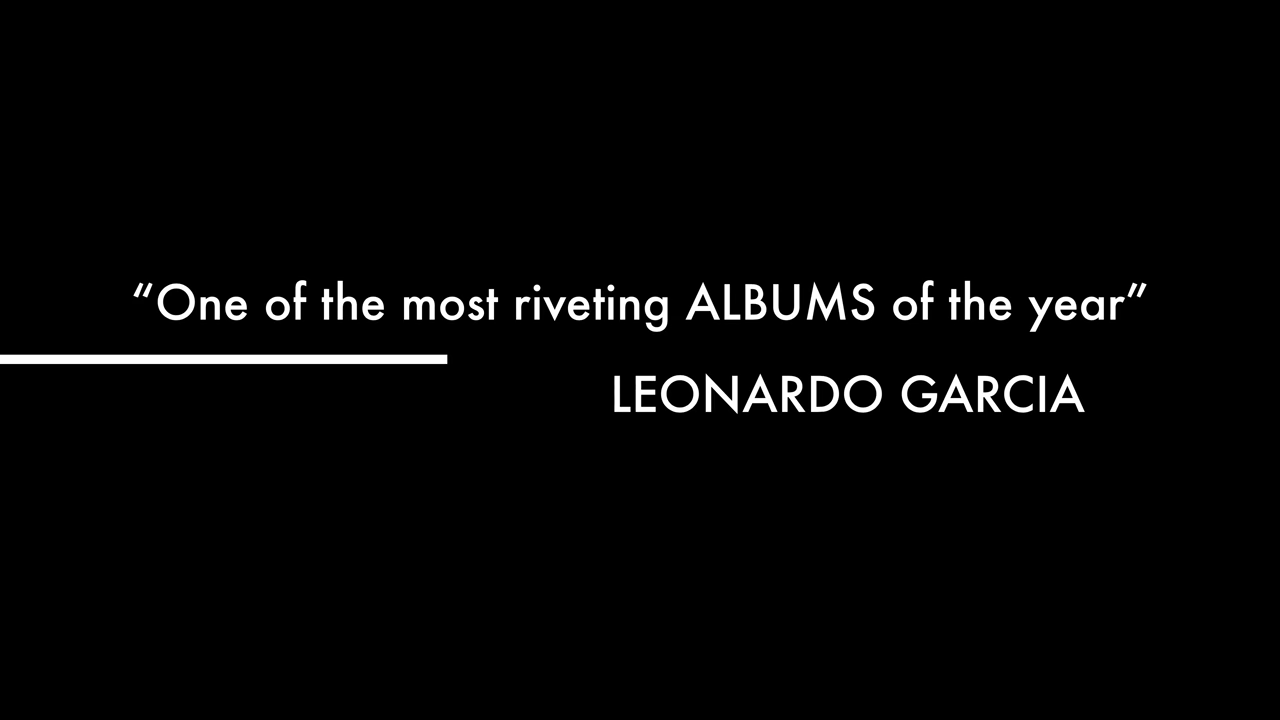 “One of the most riveting ALBUMS of the year”
LEONARDO GARCIA